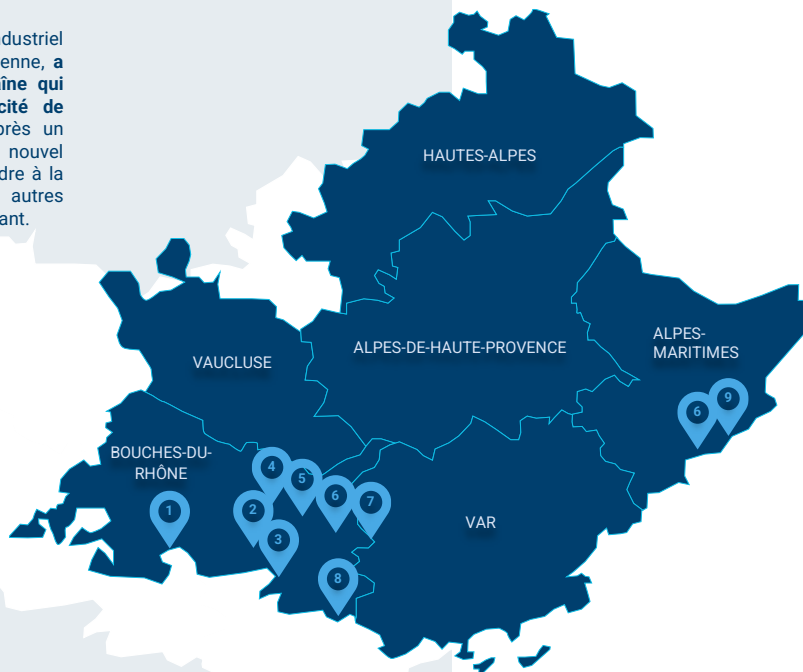 ndustriel
enne, a
îne qui
cité de
près un
nouvel
dre à la
autres
ant.
HAUTES-ALPES
ALPES-DE-HAUTE-PROVENCE
ALPES-
MARITIMES
VAUCLUSE
BOUCHES-DU-
RHÔNE
VAR
1
2
3
4
5
6
7
8
6
9